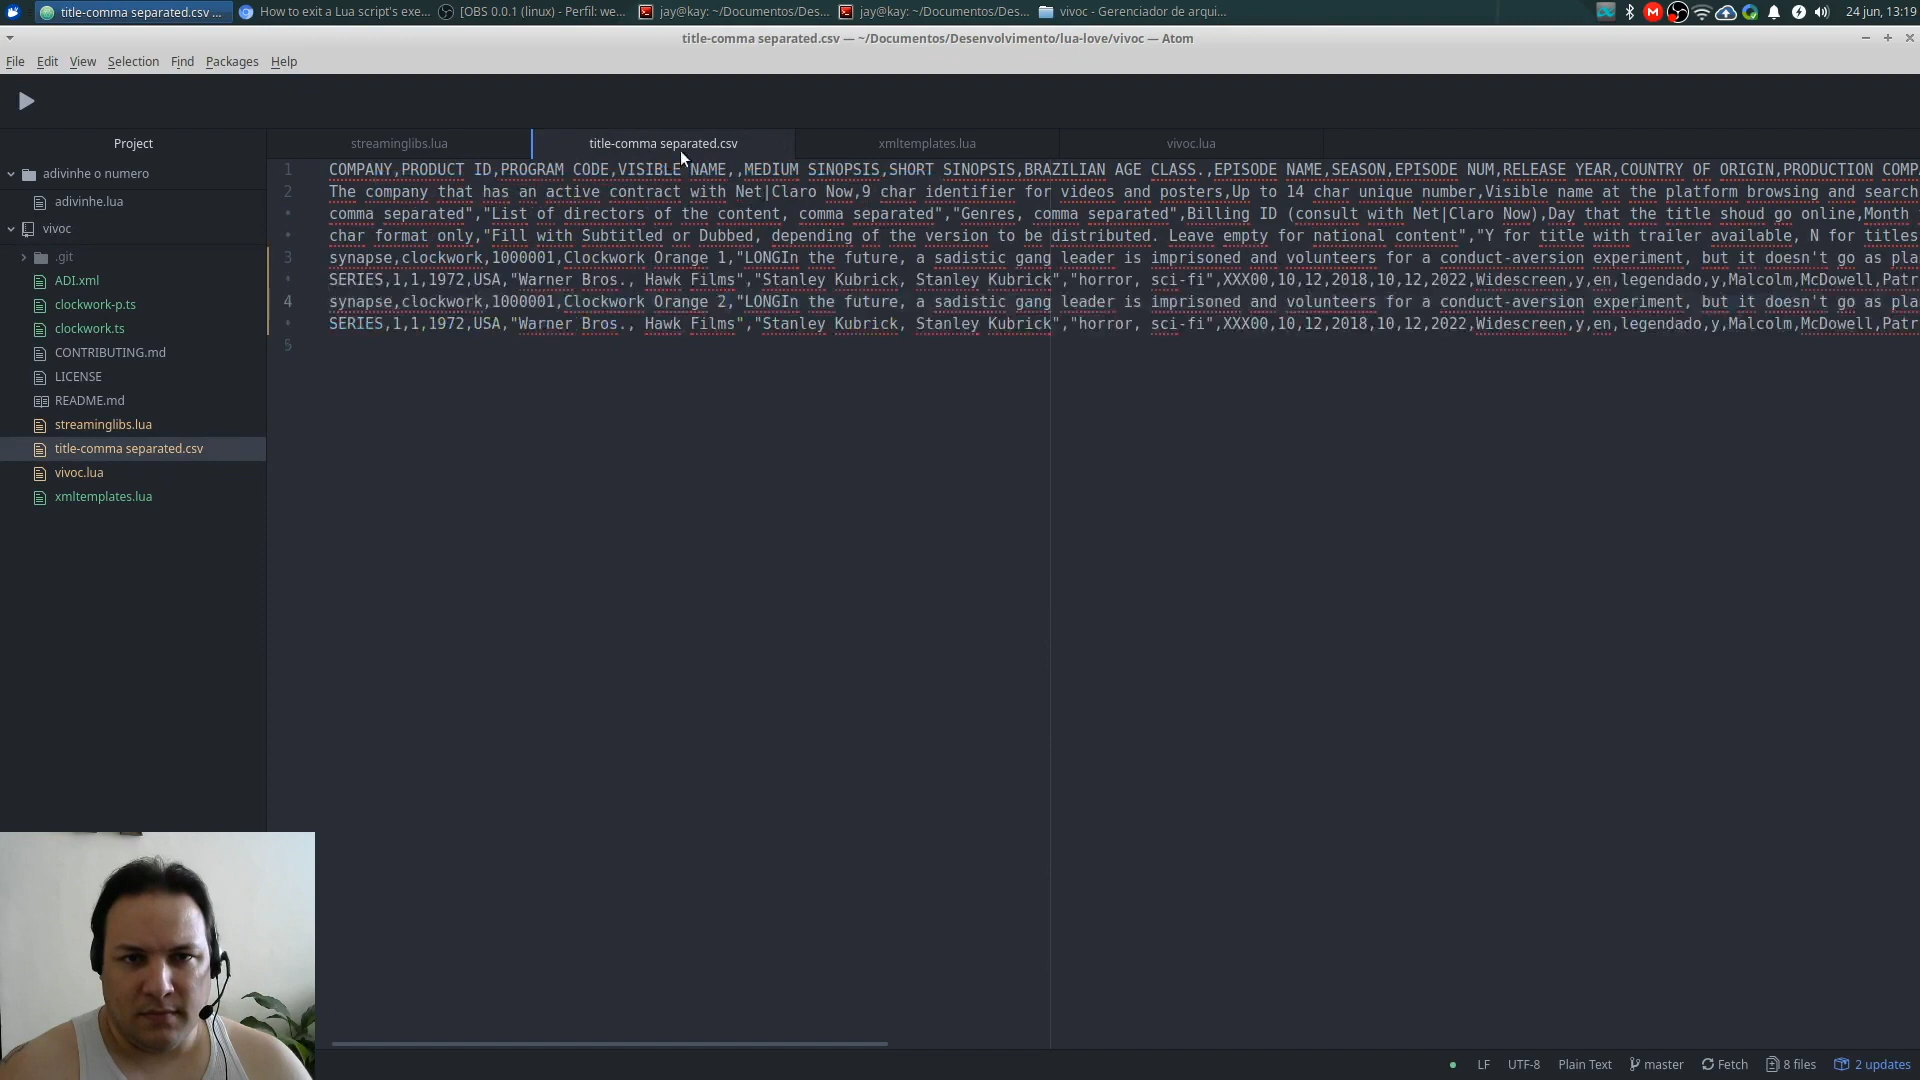 title-comma separated.csv ...
How to exit a Lua script's exe...
[OBS 0.0.1 (linux) - Perfil: we...
jay@kay: ~/Documentos/Des...
jay@kay: ~/Documentos/Des...
vivoc - Gerenciador de arqui...
24 jun, 13:19
title-comma separated.csv — ~/Documentos/Desenvolvimento/lua-love/vivoc — Atom
File Edit View Selection Find Packages Help
Project
streaminglibs.lua
title-comma separated.csv
xmltemplates.lua
vivoc.lua
adivinhe o numero
adivinhe.lua
vivoc
.git
ADI.xml
clockwork-p.ts
clockwork.ts
CONTRIBUTING.md
LICENSE
README.md
streaminglibs.lua
title-comma separated.csv
vivoc.lua
xmltemplates.lua
1 COMPANY,PRODUCT ID,PROGRAM CODE,VISIBLE NAME,,MEDIUM SINOPSIS,SHORT SINOPSIS,BRAZILIAN AGE CLASS.,EPISODE NAME,SEASON,EPISODE NUM,RELEASE YEAR,COUNTRY OF ORIGIN,PRODUCTION COMPA
2 The company that has an active contract with Net|Claro Now,9 char identifier for videos and posters,Up to 14 char unique number,Visible name at the platform browsing and search
• comma separated","List of directors of the content, comma separated","Genres, comma separated",Billing ID (consult with Net|Claro Now),Day that the title shoud go online,Month
• char format only,"Fill with Subtitled or Dubbed, depending of the version to be distributed. Leave empty for national content","Y for title with trailer available, N for titles
3 synapse,clockwork,1000001,Clockwork Orange 1,"LONGIn the future, a sadistic gang leader is imprisoned and volunteers for a conduct-aversion experiment, but it doesn't go as pla
• SERIES,1,1,1972,USA,"Warner Bros., Hawk Films","Stanley Kubrick, Stanley Kubrick","horror, sci-fi",XXX00,10,12,2018,10,12,2022,Widescreen,y,en,legendado,y,Malcolm,McDowell,Patr
4 synapse,clockwork,1000001,Clockwork Orange 2,"LONGIn the future, a sadistic gang leader is imprisoned and volunteers for a conduct-aversion experiment, but it doesn't go as pla
• SERIES,1,1,1972,USA,"Warner Bros., Hawk Films","Stanley Kubrick, Stanley Kubrick","horror, sci-fi",XXX00,10,12,2018,10,12,2022,Widescreen,y,en,legendado,y,Malcolm,McDowell,Patr
5
LF UTF-8 Plain Text master Fetch 8 files 2 updates